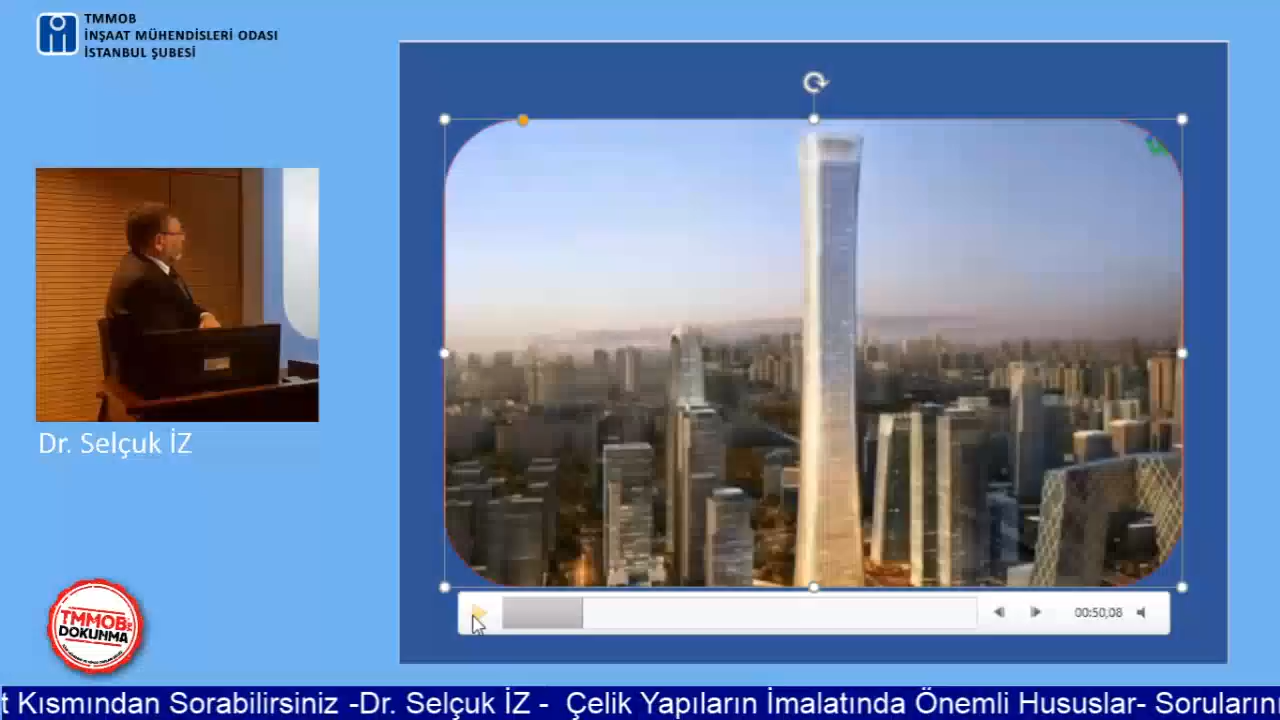 TMMOB
İNŞAAT MÜHENDİSLERİ ODASI
İSTANBUL ŞUBESİ
Dr. Selçuk İZ
TMMOB'ye
DOKUNMA
00:50,08
t Kısmından Sorabilirsiniz -Dr. Selçuk İZ - Çelik Yapıların İmalatında Önemli Hususlar- Soruların